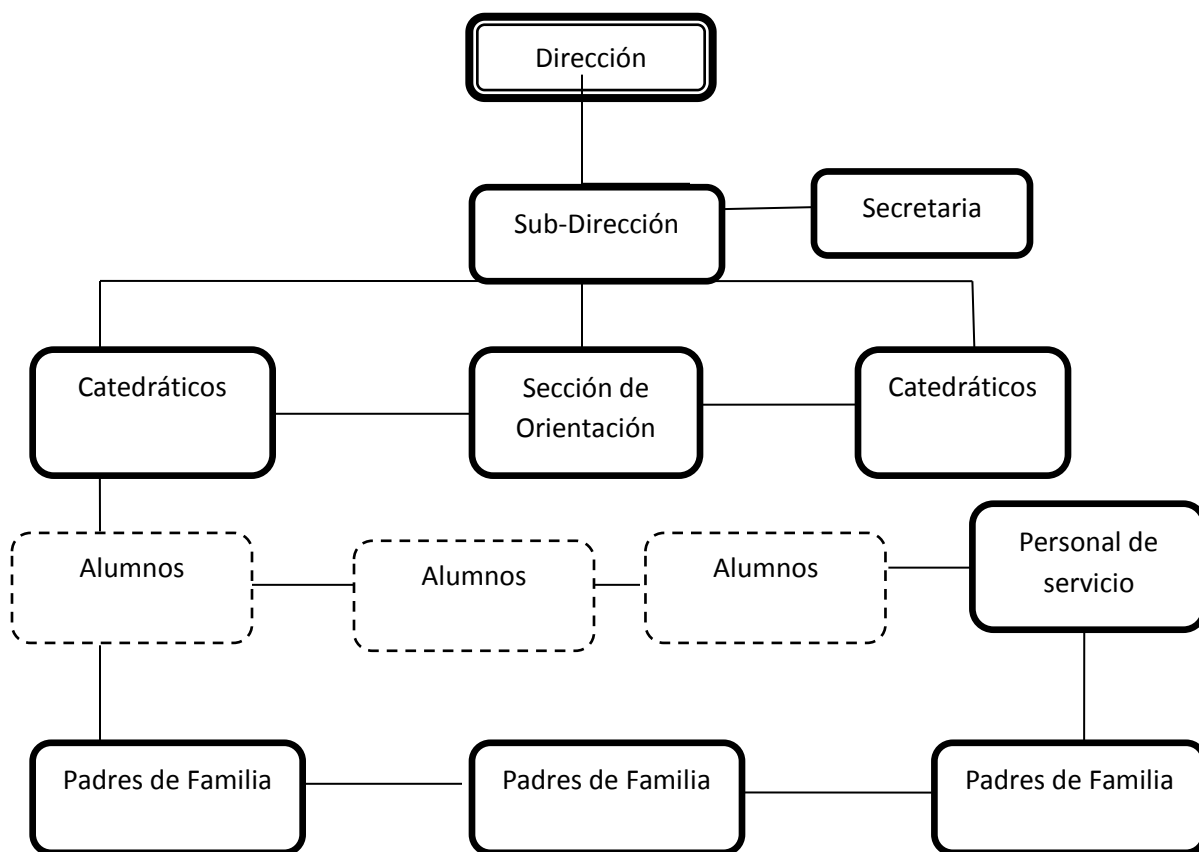 Dirección
Sub-Dirección
Secretaria
Catedráticos
Sección de
Orientación
Catedráticos
Alumnos
Alumnos
Alumnos
Personal de
servicio
Padres de Familia
Padres de Familia
Padres de Familia